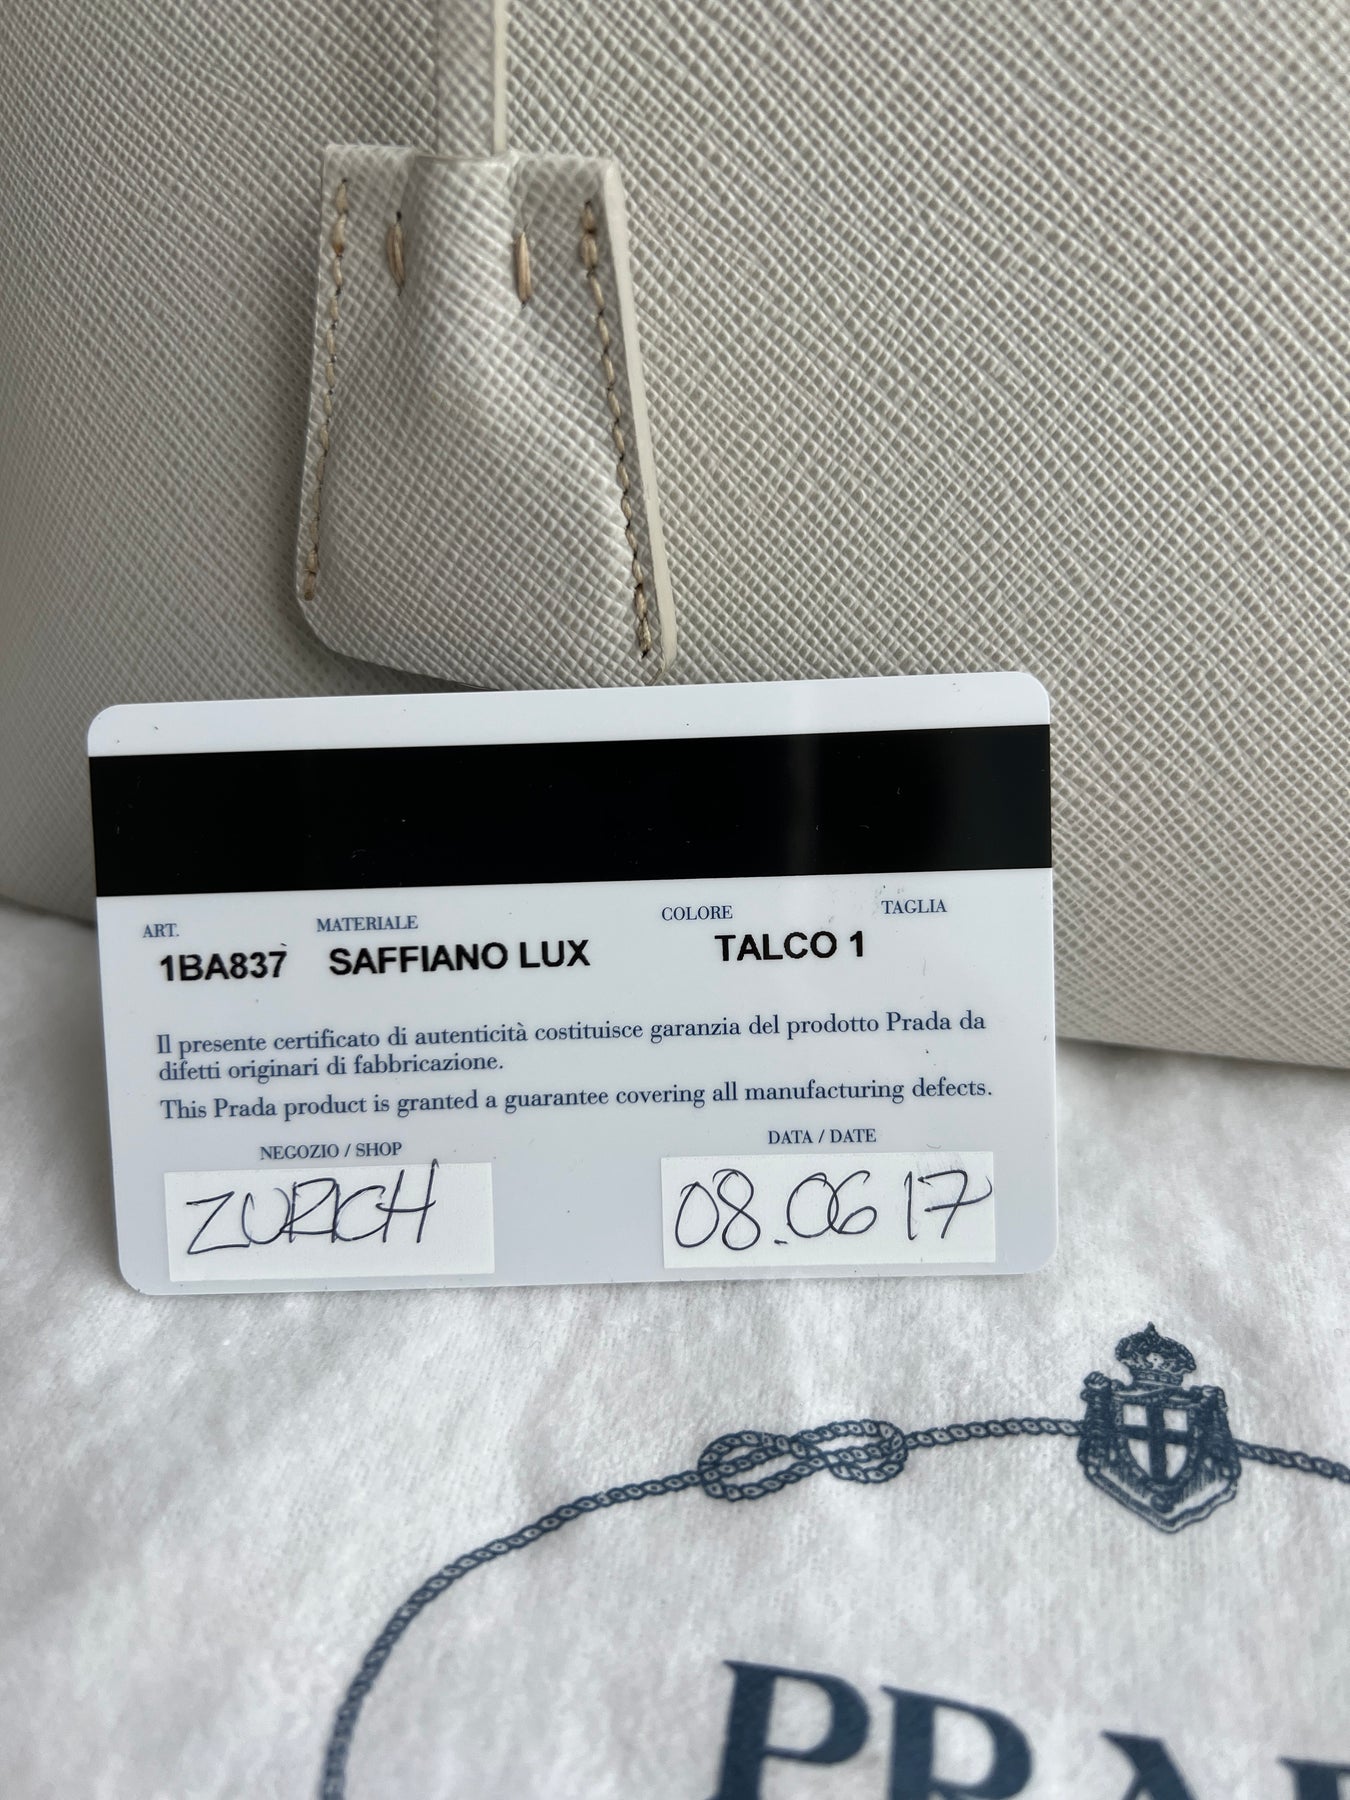 ART. MATERIALE COLORE TAGLIA
1BA837 SAFFIANO LUX TALCO 1
Il presente certificato di autenticità costituisce garanzia del prodotto Prada da
difetti originari di fabbricazione.
This Prada product is granted a guarantee covering all manufacturing defects.
NEGOZIO / SHOP DATA / DATE
ZURICH 08.06 17